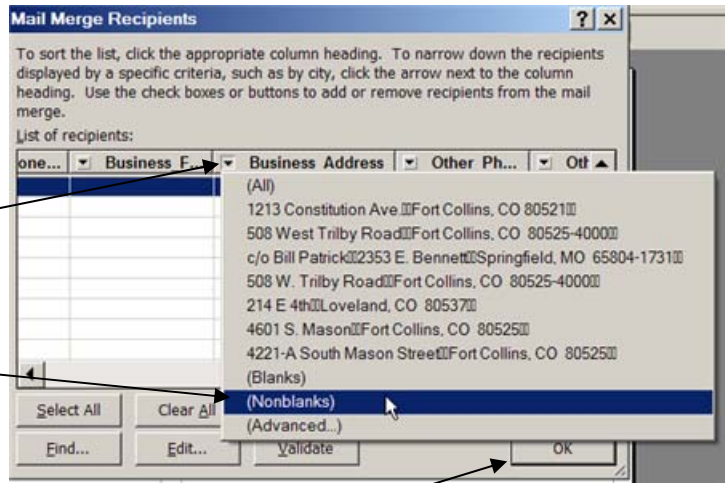 Mail Merge Recipients
To sort the list, click the appropriate column heading. To narrow down the recipients
displayed by a specific criteria, such as by city, click the arrow next to the column
heading. Use the check boxes or buttons to add or remove recipients from the mail
merge.
List of recipients:
one... Business F... Business Address Other Ph... Otl
(All)
1213 Constitution Ave.▯▯Fort Collins, CO 80521▯▯
508 West Trilby Road▯▯Fort Collins, CO 80525-4000▯▯
c/o Bill Patrick▯▯2353 E. Bennett▯▯Springfield, MO 65804-1731▯▯
508 W. Trilby Road▯▯Fort Collins, CO 80525-4000▯▯
214 E 4th▯▯Loveland, CO 80537▯▯
4601 S. Mason▯▯Fort Collins, CO 80525▯▯
4221-A South Mason Street▯▯Fort Collins, CO 80525▯▯
(Blanks)
(Nonblanks)
(Advanced...)
Select All Clear All
Find... Edit... Validate OK